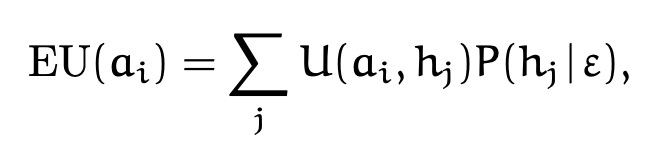 EU(aᵢ) = ∑ⱼ U(aᵢ, hⱼ)P(hⱼ | ε),